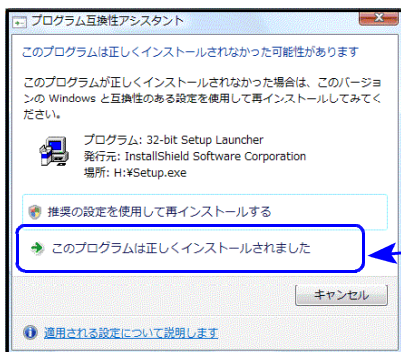 プログラム互換性アシスタント
このプログラムは正しくインストールされなかった可能性があります
このプログラムが正しくインストールされなかった場合は、このバージョ
ンの Windows と互換性のある設定を使用して再インストールしてみてく
ださい。
プログラム: 32-bit Setup Launcher
発行元: InstallShield Software Corporation
場所: H:¥Setup.exe
推奨の設定を使用して再インストールする
このプログラムは正しくインストールされました
キャンセル
適用される設定について説明します